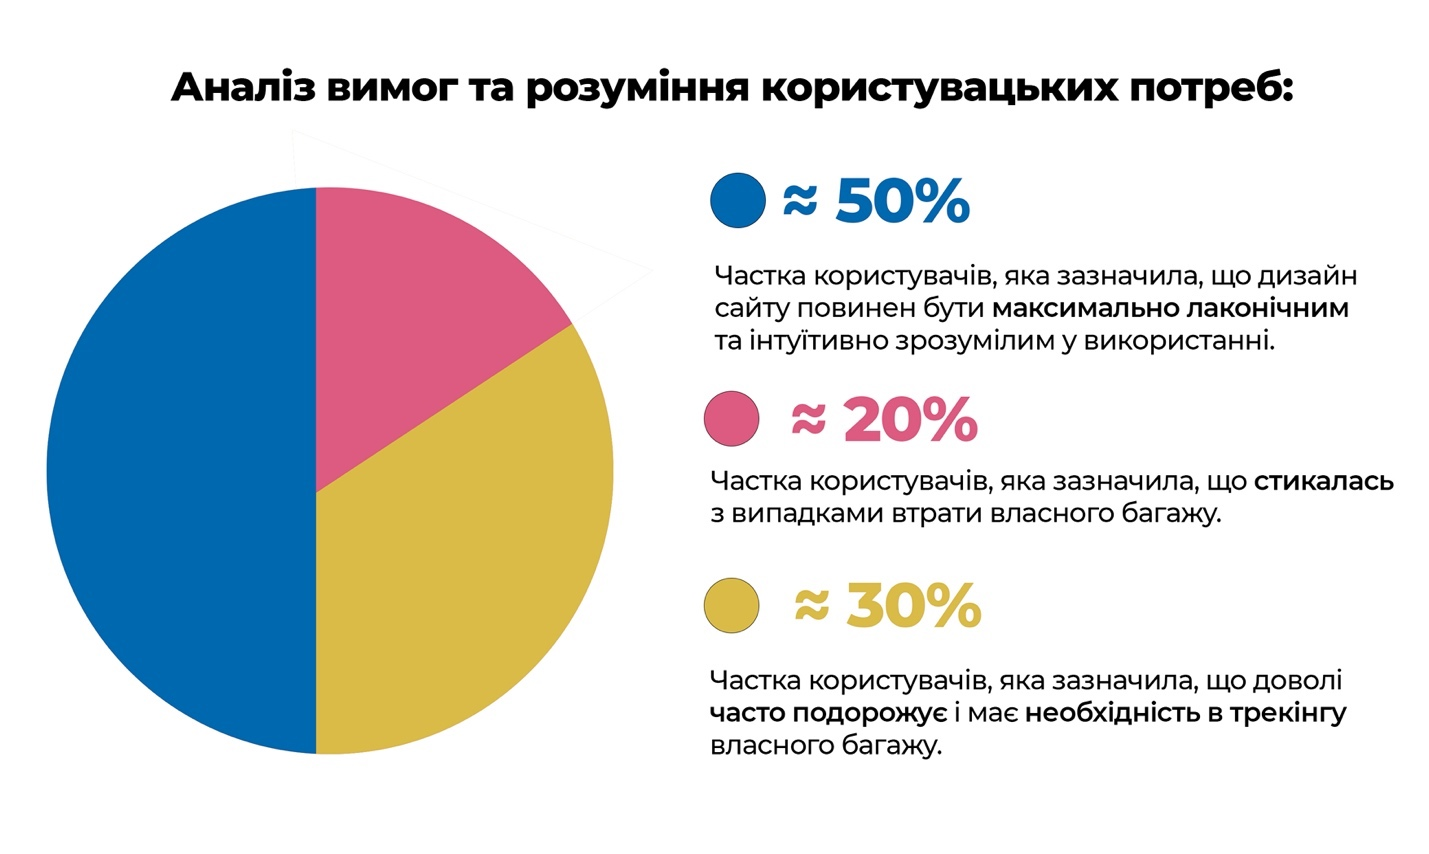 Аналіз вимог та розуміння користувацьких потреб:
≈ 50%
Частка користувачів, яка зазначила, що дизайн
сайту повинен бути максимально лаконічним
та інтуїтивно зрозумілим у використанні.
≈ 20%
Частка користувачів, яка зазначила, що стикалась
з випадками втрати власного багажу.
≈ 30%
Частка користувачів, яка зазначила, що доволі
часто подорожує і має необхідність в трекінгу
власного багажу.